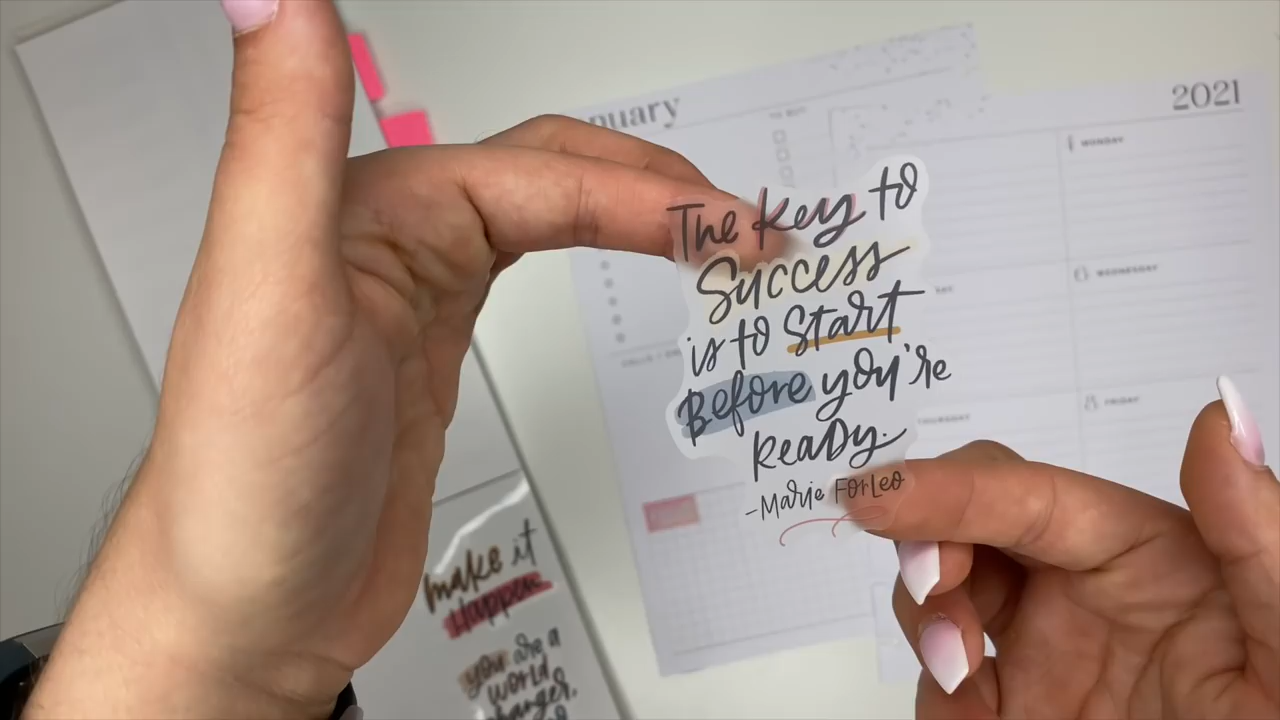 2021
MONDAY
WEDNESDAY
THURSDAY
FRIDAY
The Key to
Success
is to Start
Before you're
Ready.
-Marie Forleo
make it
Happen
you are a
world
changer.